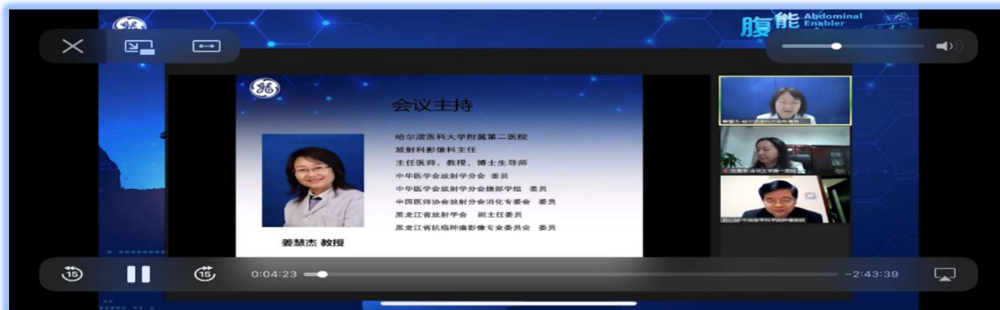 腹能 Abdominal
Enabler
会议主持
哈尔滨医科大学附属第二医院
放射科影像科主任
主任医师、教授、博士生导师
中华医学会放射学分会 委员
中华医学会放射学分会腹部学组 委员
中国医师协会放射分会消化专委会 委员
黑龙江省放射学会 副主任委员
黑龙江省抗癌肿瘤影像专业委员会 委员
姜慧杰 教授
15
15
0:04:23
-2:43:39